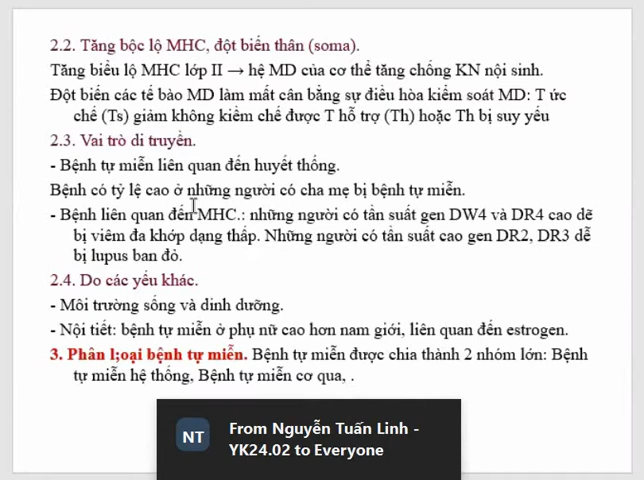 2.2. Tăng bộc lộ MHC, đột biến thân (soma).
Tăng biểu lộ MHC lớp II → hệ MD của cơ thể tăng chống KN nội sinh.
Đột biến các tế bào MD làm mất cân bằng sự điều hòa kiểm soát MD: T ức
chế (Ts) giảm không kiềm chế được T hỗ trợ (Th) hoặc Th bị suy yếu
2.3. Vai trò di truyền.
- Bệnh tự miễn liên quan đến huyết thống.
Bệnh có tỷ lệ cao ở những người có cha mẹ bị bệnh tự miễn.
- Bệnh liên quan đến MHC.: những người có tần suất gen DW4 và DR4 cao dẽ
bị viêm đa khớp dạng thấp. Những người có tần suất cao gen DR2, DR3 dễ
bị lupus ban đỏ.
2.4. Do các yếu khác.
- Môi trường sống và dinh dưỡng.
- Nội tiết: bệnh tự miễn ở phụ nữ cao hơn nam giới, liên quan đến estrogen.
3. Phân l;oại bệnh tự miễn. Bệnh tự miễn được chia thành 2 nhóm lớn: Bệnh
tự miễn hệ thống, Bệnh tự miễn cơ qua, .
NT
From Nguyễn Tuấn Linh -
YK24.02 to Everyone